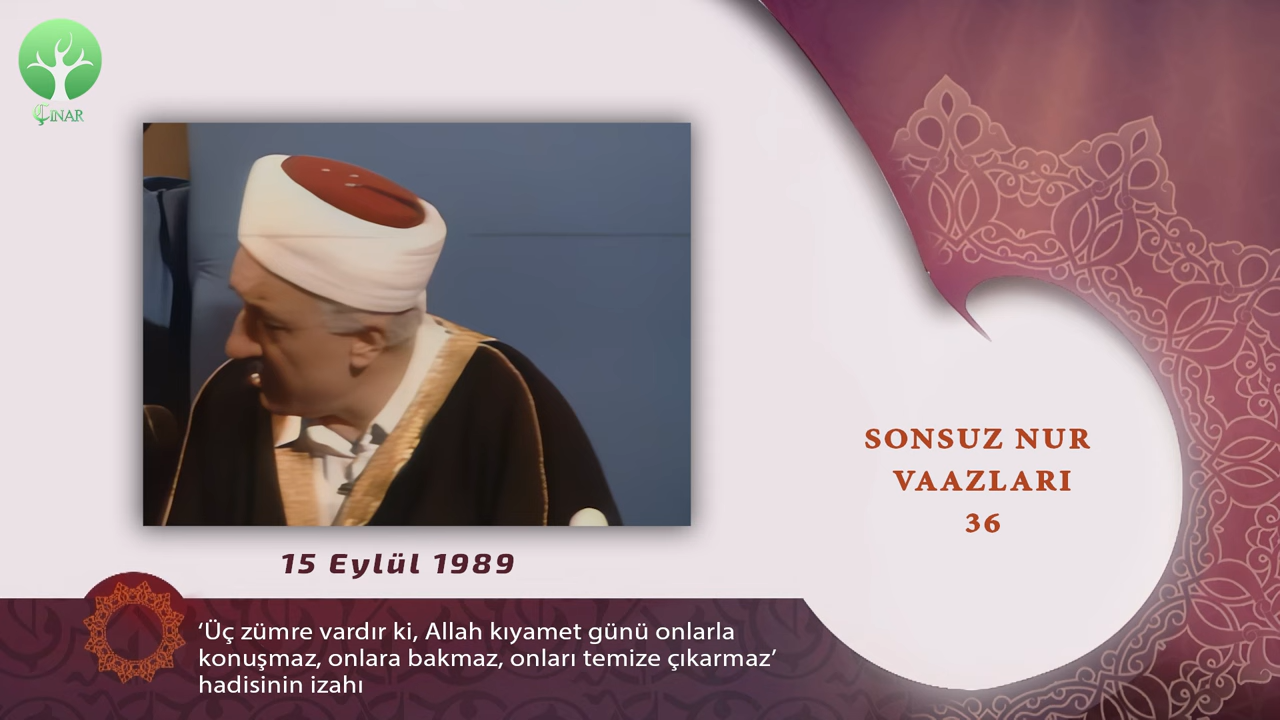 ÇINAR
15 Eylül 1989
SONSUZ NUR
VAAZLARI
36
‘Üç zümre vardır ki, Allah kıyamet günü onlarla
konuşmaz, onlara bakmaz, onları temize çıkarmaz’
hadisinin izahı